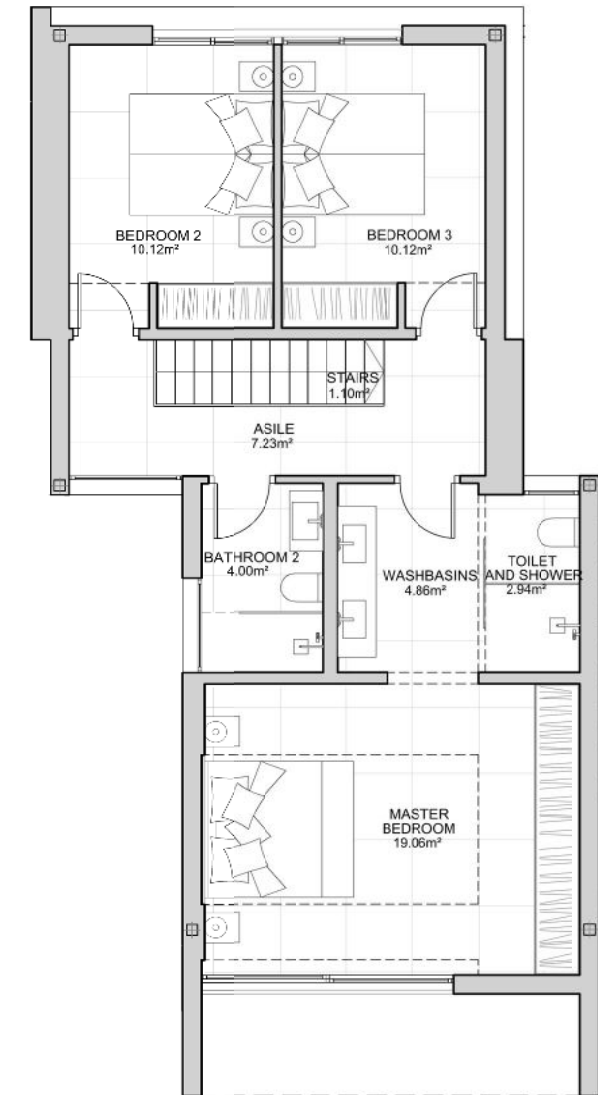 BEDROOM 2
10.12m²
BEDROOM 3
10.12m²
STAIRS
1.10m²
ASILE
7.23m²
BATHROOM 2
4.00m²
WASHBASINS
4.86m²
TOILET
AND SHOWER
2.94m²
MASTER
BEDROOM
19.06m²